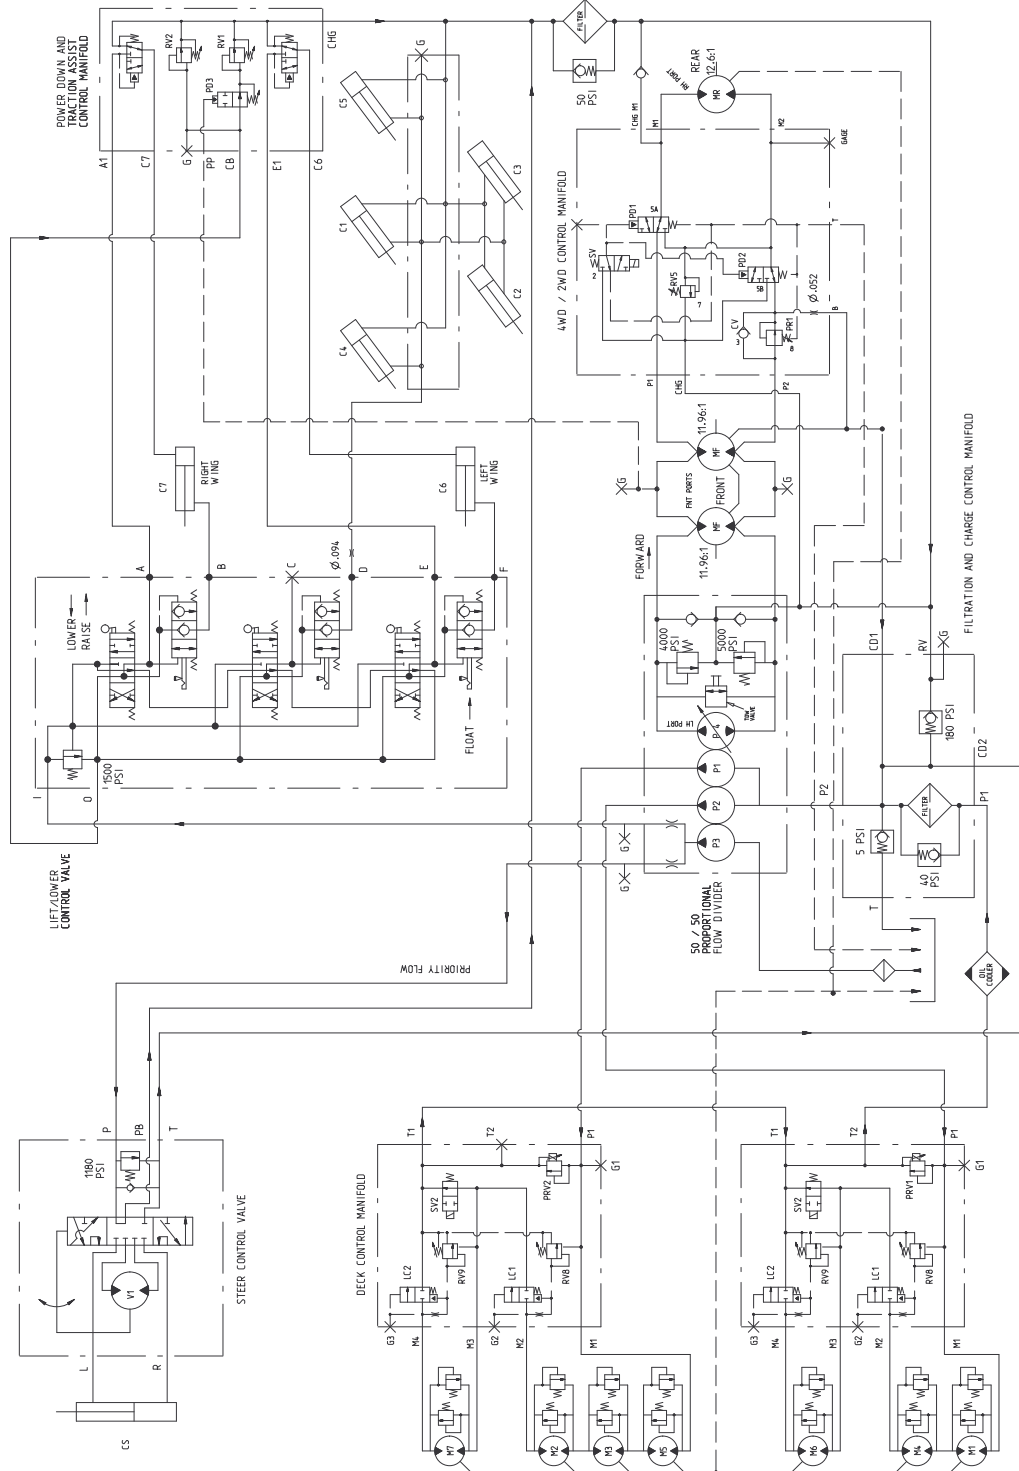 POWER DOWN AND
TRACTION ASSIST
CONTROL MANIFOLD
RV2
RV1
PD3
CHG
A1
C7
G
PP
CB
E1
C6
G
C5
C1
C3
C2
C4
50
PSI
FILTER
REAR
12.6:1
RH PORT
MR
CHG M1
M1
M2
GAGE
4WD / 2WD CONTROL MANIFOLD
PD1
5A
SV
2
RV5
7
PD2
5B
T
Ø.052
B
CV
3
PR1
8
P1
CHG
P2
C7
RIGHT
WING
C6
LEFT
WING
11.96:1
MF
FNT PORTS
FRONT
G
G
MF
11.96:1
FORWARD
FILTRATION AND CHARGE CONTROL MANIFOLD
LOWER
RAISE
A
B
C
Ø.094
D
E
F
FLOAT
1500
PSI
I
O
LIFT/LOWER
CONTROL VALVE
4000
PSI
5000
PSI
LH PORT
TOW
VALVE
P-4
P1
P2
P3
P2
G
G
50 / 50
PROPORTIONAL
FLOW DIVIDER
CD1
RV
G
180 PSI
CD2
P1
FILTER
5 PSI
40
PSI
T
OIL
COOLER
PRIORITY FLOW
P
PB
T
1180
PSI
V1
STEER CONTROL VALVE
L
R
CS
DECK CONTROL MANIFOLD
T1
T2
P1
G1
SV2
PRV2
RV9
RV8
LC2
LC1
G3
M4
M3
G2
M2
M1
M7
M2
M3
M5
T1
T2
P1
G1
SV2
PRV1
RV9
RV8
LC2
LC1
G3
M4
M3
G2
M2
M1
M6
M4
M1